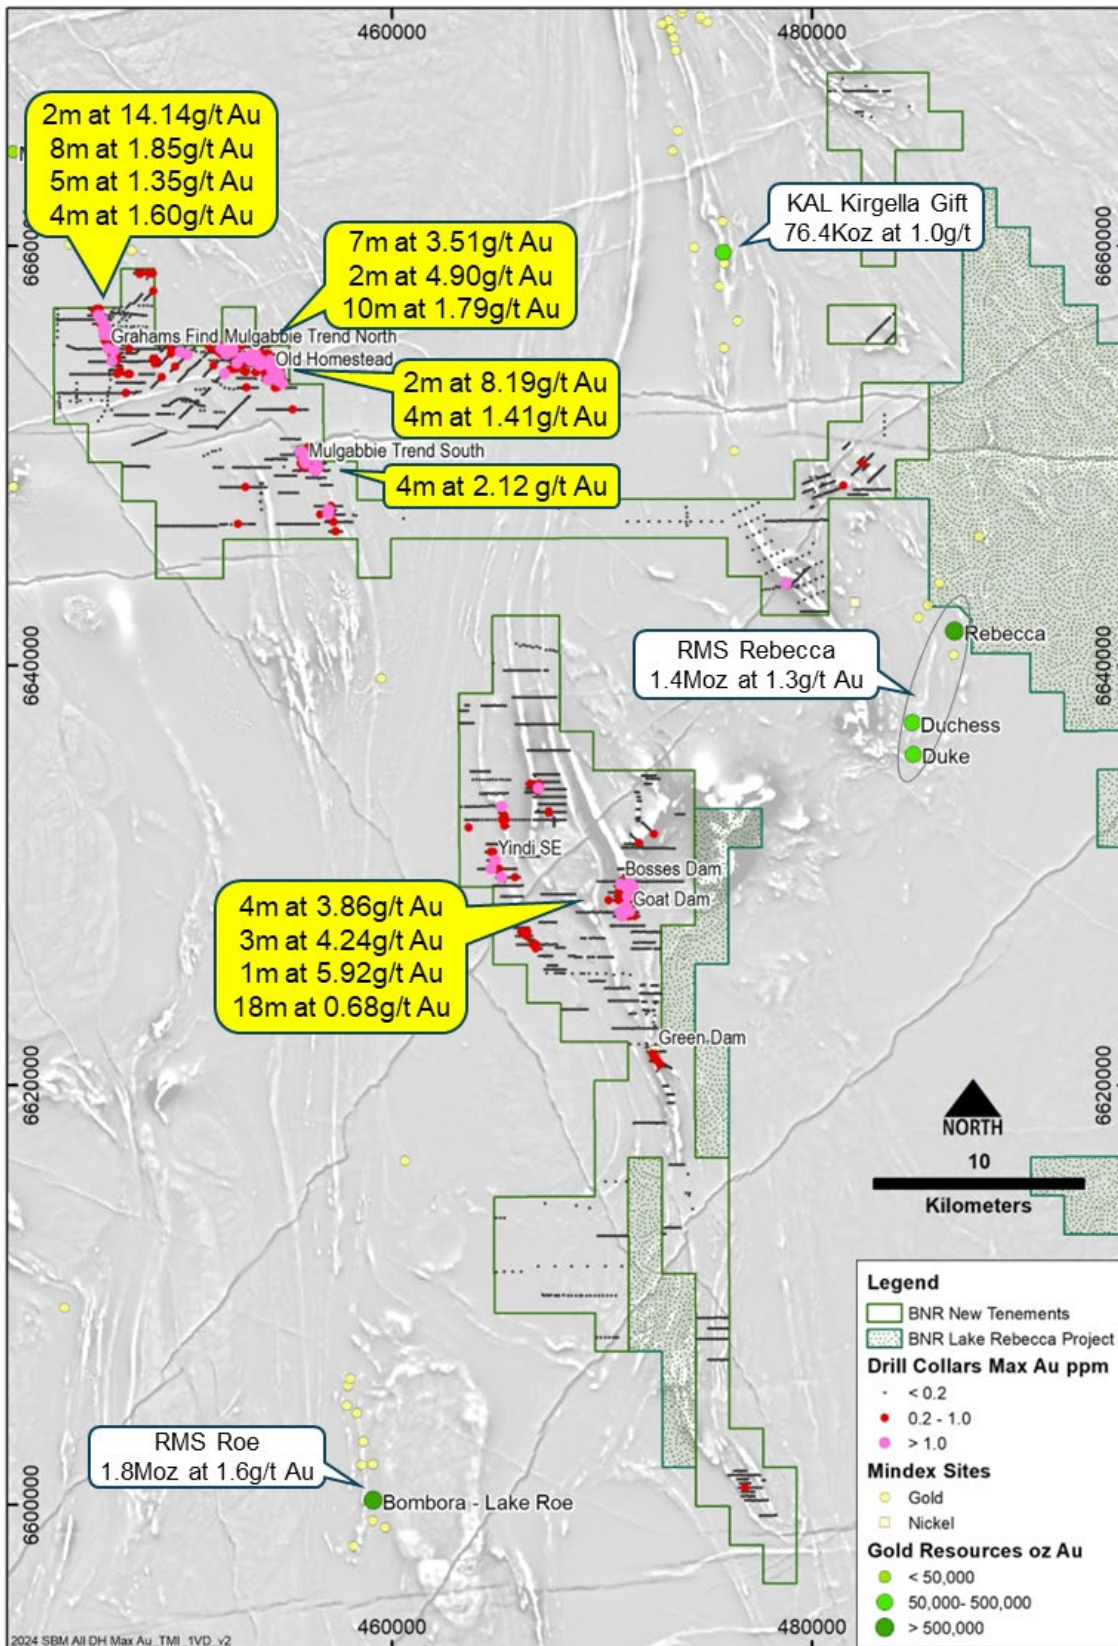 460000
480000
2m at 14.14g/t Au
8m at 1.85g/t Au
5m at 1.35g/t Au
4m at 1.60g/t Au
KAL Kirgella Gift
76.4Koz at 1.0g/t
6660000
6660000
7m at 3.51g/t Au
2m at 4.90g/t Au
10m at 1.79g/t Au
Grahams Find
Mulgabbie Trend North
Old Homestead
2m at 8.19g/t Au
4m at 1.41g/t Au
Mulgabbie Trend South
4m at 2.12 g/t Au
6640000
6640000
RMS Rebecca
1.4Moz at 1.3g/t Au
Rebecca
Duchess
Duke
Yindi SE
Bosses Dam
Goat Dam
4m at 3.86g/t Au
3m at 4.24g/t Au
1m at 5.92g/t Au
18m at 0.68g/t Au
Green Dam
6620000
6620000
NORTH
10
Kilometers
RMS Roe
1.8Moz at 1.6g/t Au
Bombora - Lake Roe
6600000
Legend
BNR New Tenements
BNR Lake Rebecca Project
Drill Collars Max Au ppm
< 0.2
0.2 - 1.0
> 1.0
Mindex Sites
Gold
Nickel
Gold Resources oz Au
< 50,000
50,000- 500,000
> 500,000
460000
480000
2024 SBM All DH Max Au_TMI_1VD_v2